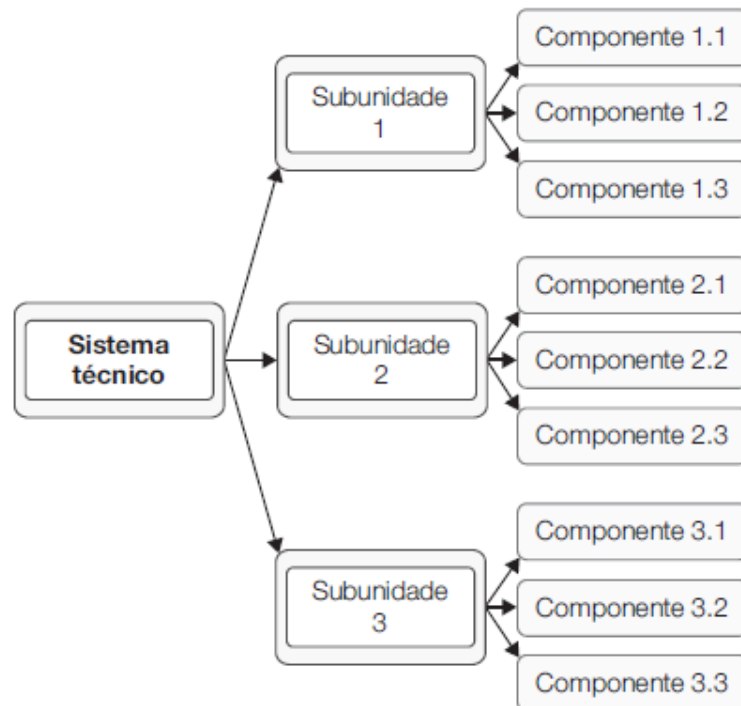 Sistema
técnico
Subunidade
1
Componente 1.1
Componente 1.2
Componente 1.3
Subunidade
2
Componente 2.1
Componente 2.2
Componente 2.3
Subunidade
3
Componente 3.1
Componente 3.2
Componente 3.3